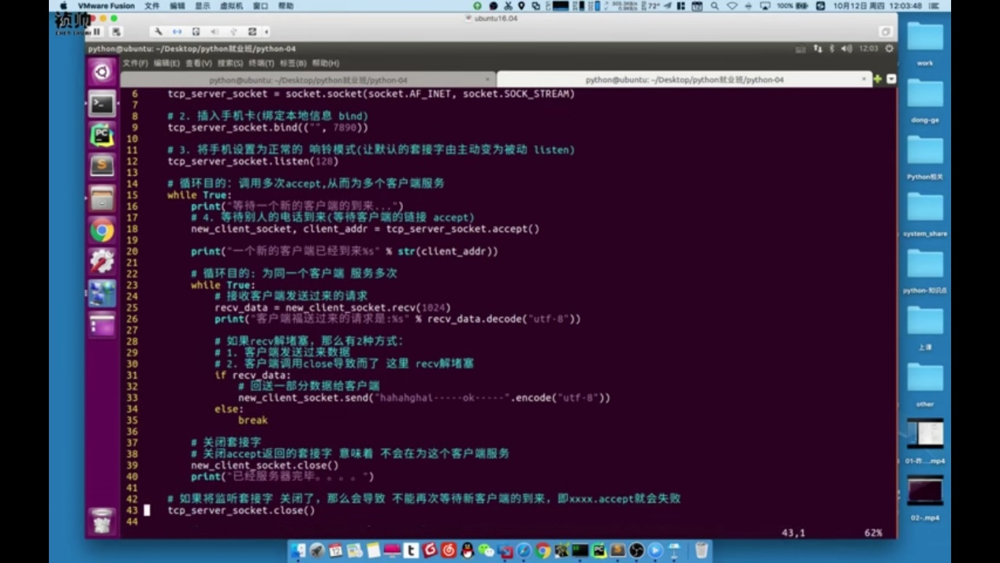 VMware Fusion 文件 编辑 显示 虚拟机 窗口 帮助
72° 100% 10月12日 周四 12:03:48
祯帅
ubuntu16.04
python@ubuntu: ~/Desktop/python就业班/python-04
12:03
文件(F) 编辑(E) 查看(V) 搜索(S) 终端(T) 标签(B) 帮助(H)
python@ubuntu: ~/Desktop/python就业班/python-04 × python@ubuntu: ~/Desktop/python就业班/python-04 ×
6 tcp_server_socket = socket.socket(socket.AF_INET, socket.SOCK_STREAM)
7
8 # 2. 插入手机卡(绑定本地信息 bind)
9 tcp_server_socket.bind(("", 7890))
10
11 # 3. 将手机设置为正常的 响铃模式(让默认的套接字由主动变为被动 listen)
12 tcp_server_socket.listen(128)
13
14 # 循环目的: 调用多次accept,从而为多个客户端服务
15 while True:
16 print("等待一个新的客户端的到来...")
17 # 4. 等待别人的电话到来(等待客户端的链接 accept)
18 new_client_socket, client_addr = tcp_server_socket.accept()
19
20 print("一个新的客户端已经到来%s" % str(client_addr))
21
22 # 循环目的: 为同一个客户端 服务多次
23 while True:
24 # 接收客户端发送过来的请求
25 recv_data = new_client_socket.recv(1024)
26 print("客户端福送过来的请求是:%s" % recv_data.decode("utf-8"))
27
28 # 如果recv解堵塞，那么有2种方式:
29 # 1. 客户端发送过来数据
30 # 2. 客户端调用close导致而了 这里 recv解堵塞
31 if recv_data:
32 # 回送一部分数据给客户端
33 new_client_socket.send("hahahghai-----ok-----".encode("utf-8"))
34 else:
35 break
36
37 # 关闭套接字
38 # 关闭accept返回的套接字 意味着 不会在为这个客户端服务
39 new_client_socket.close()
40 print("已经服务器完毕。。。。")
41
42 # 如果将监听套接字 关闭了，那么会导致 不能再次等待新客户端的到来，即xxxx.accept就会失败
43 tcp_server_socket.close()
44
43,1 62%
work
dong-ge
Python相关
system_share
python-知识点
上课
other
01-昨....mp4
02-.mp4